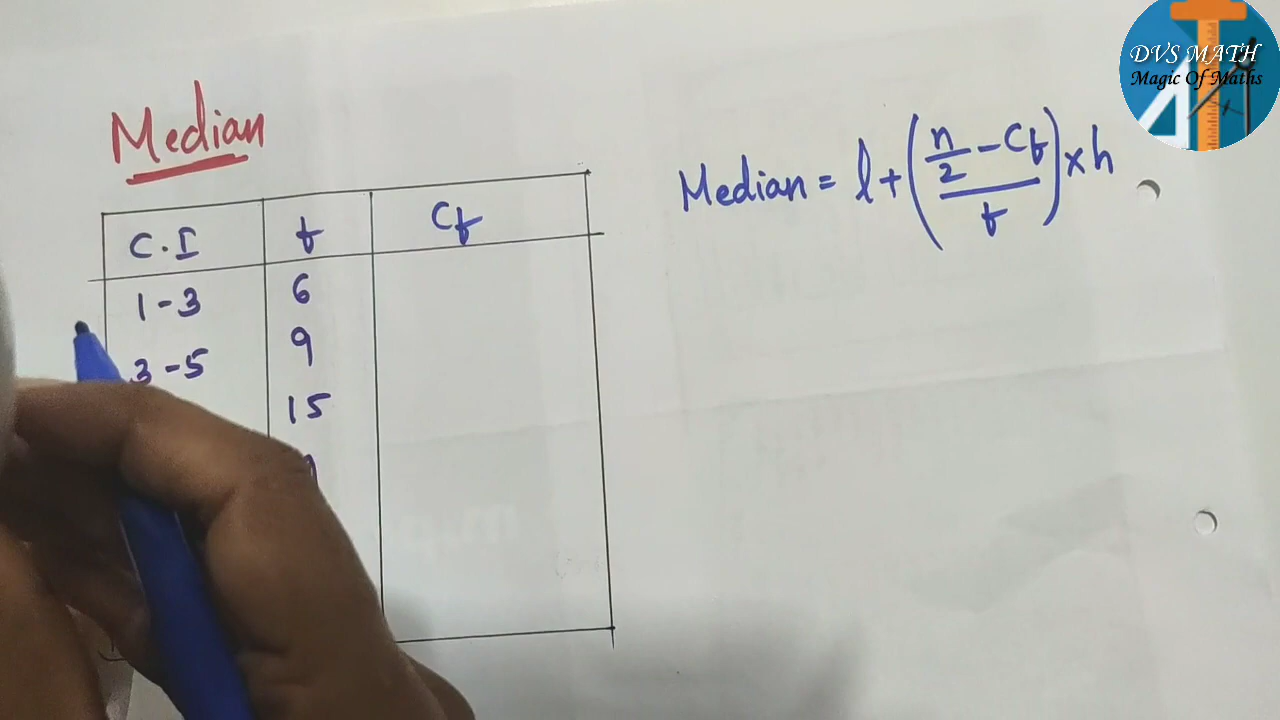 DVS MATH
Magic Of Maths
Median
Median = l + ( (n/2 - Cf) / f ) × h
C.I f Cf
1-3 6
3-5 9
15